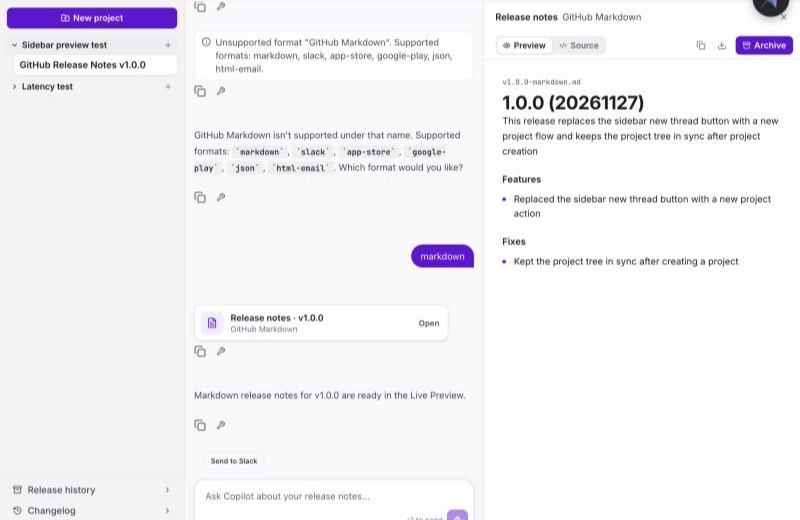 New project
Sidebar preview test
GitHub Release Notes v1.0.0
Latency test
Release history
Changelog
Unsupported format "GitHub Markdown". Supported
formats: markdown, slack, app-store, google-play, json,
html-email.
GitHub Markdown isn't supported under that name. Supported
formats: `markdown`, `slack`, `app-store`, `google-
play`, `json`, `html-email`. Which format would you like?
markdown
Release notes · v1.0.0
GitHub Markdown
Open
Markdown release notes for v1.0.0 are ready in the Live Preview.
Send to Slack
Ask Copilot about your release notes...
Release notes GitHub Markdown
Preview
Source
Archive
v1.0.0-markdown.md
1.0.0 (20261127)
This release replaces the sidebar new thread button with a new
project flow and keeps the project tree in sync after project
creation
Features
• Replaced the sidebar new thread button with a new project
action
Fixes
• Kept the project tree in sync after creating a project